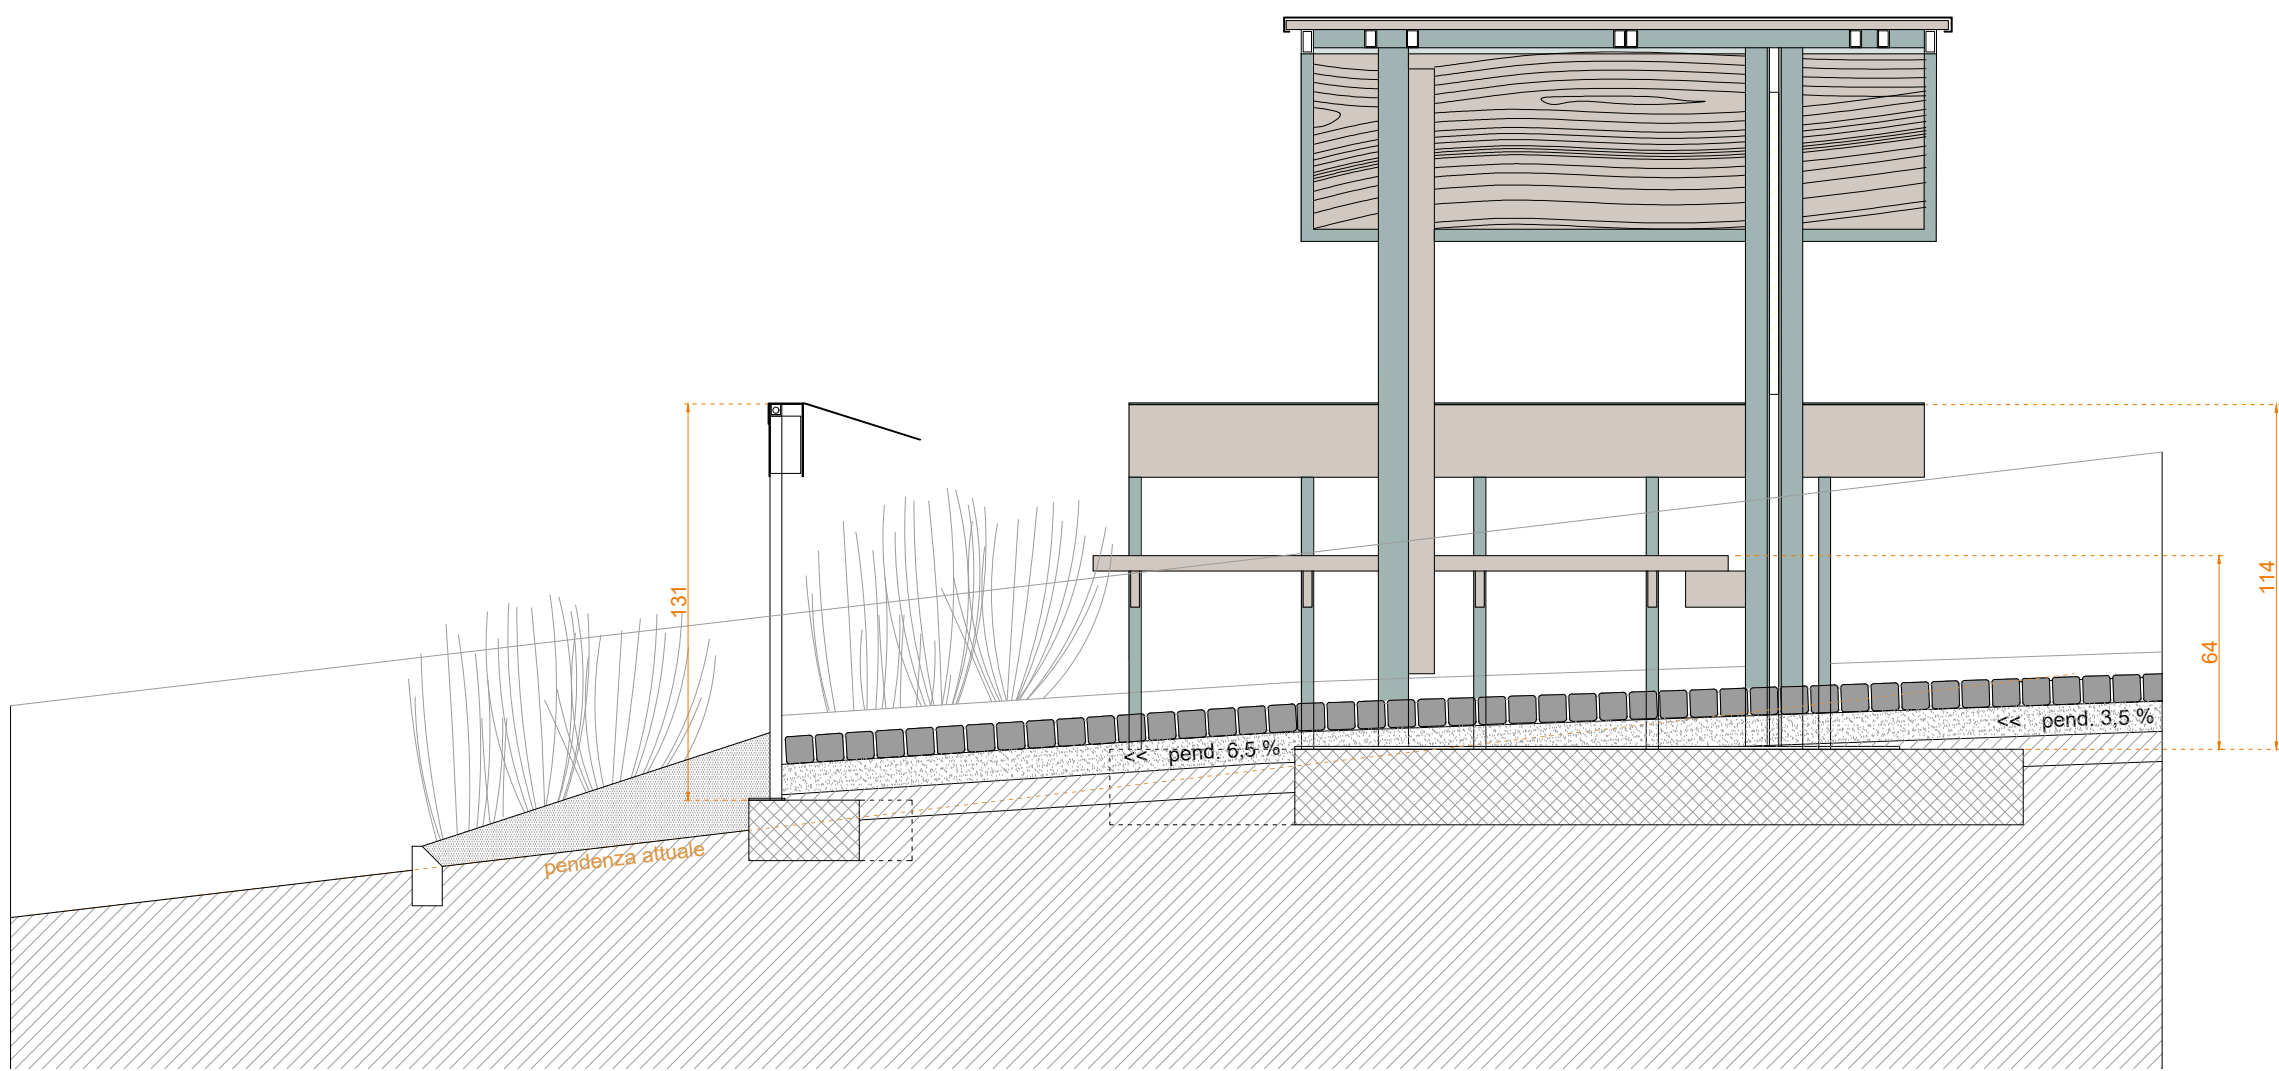 131
114
64
<< pend. 3,5 %
<< pend. 6,5 %
pendenza attuale